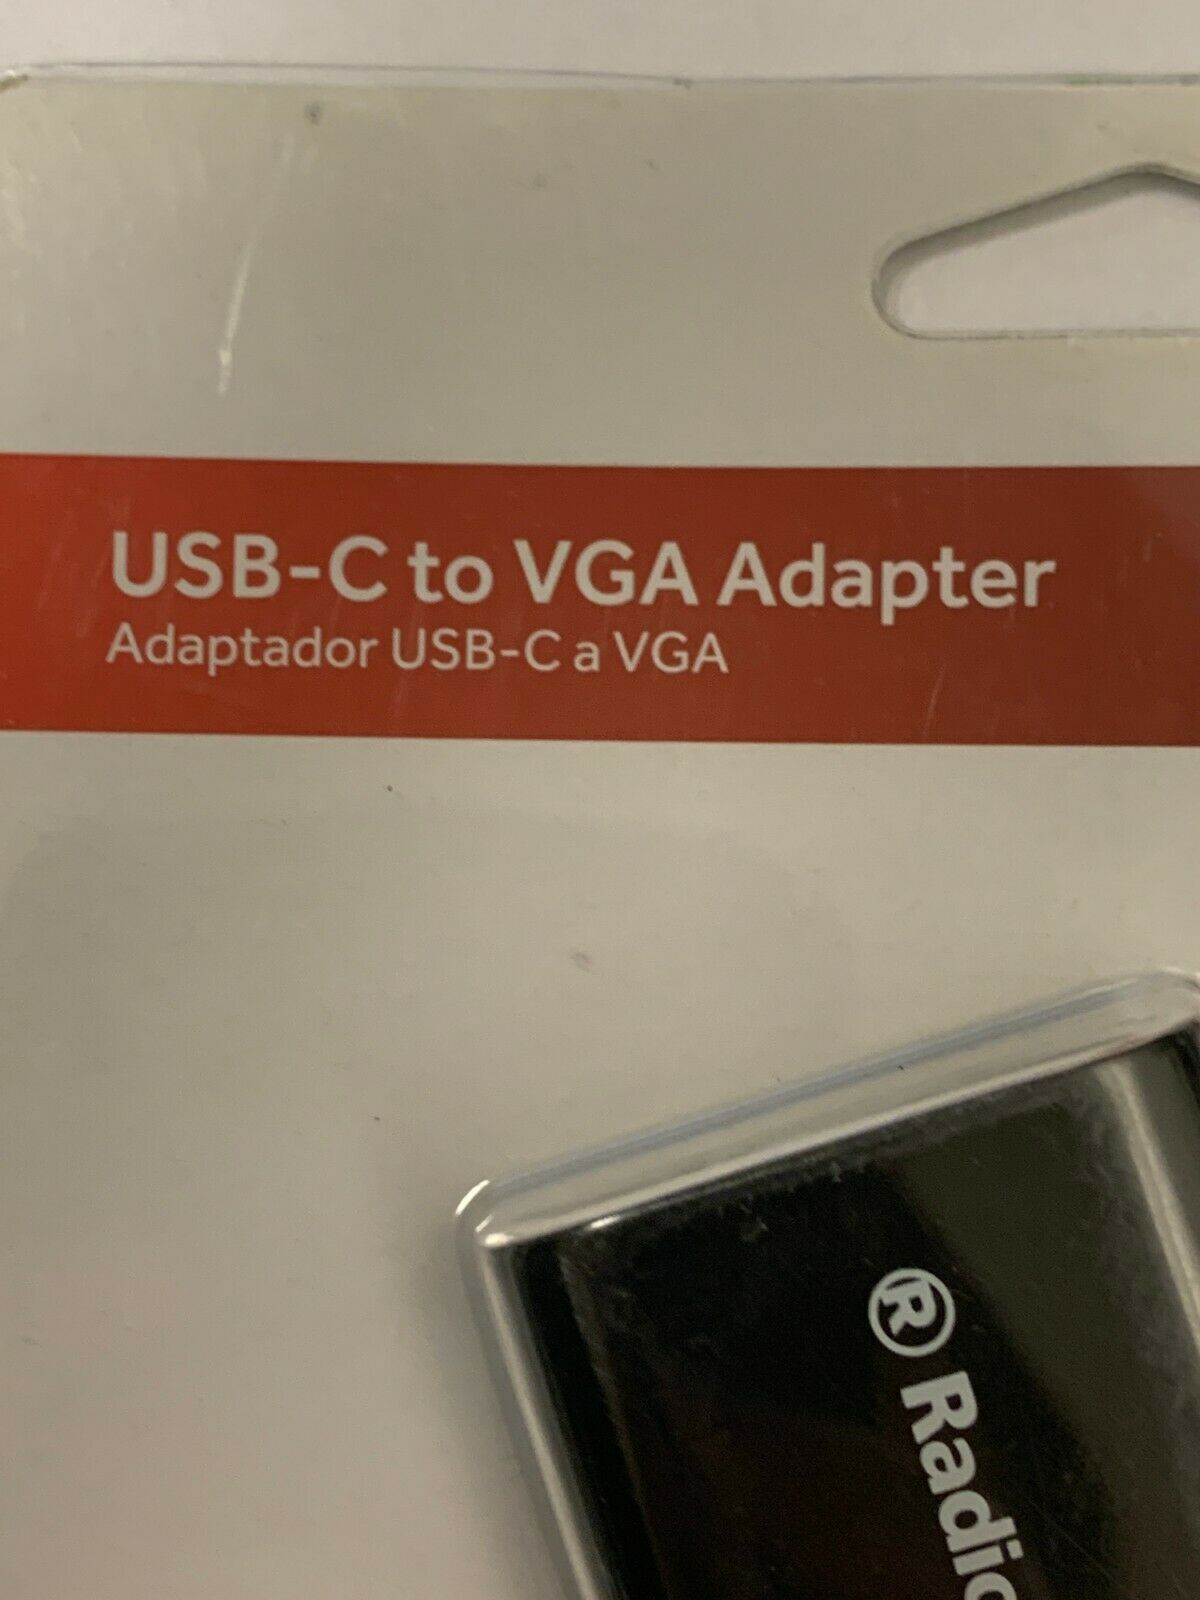 USB-C to VGA Adapter
Adaptador USB-C a VGA
® Radio